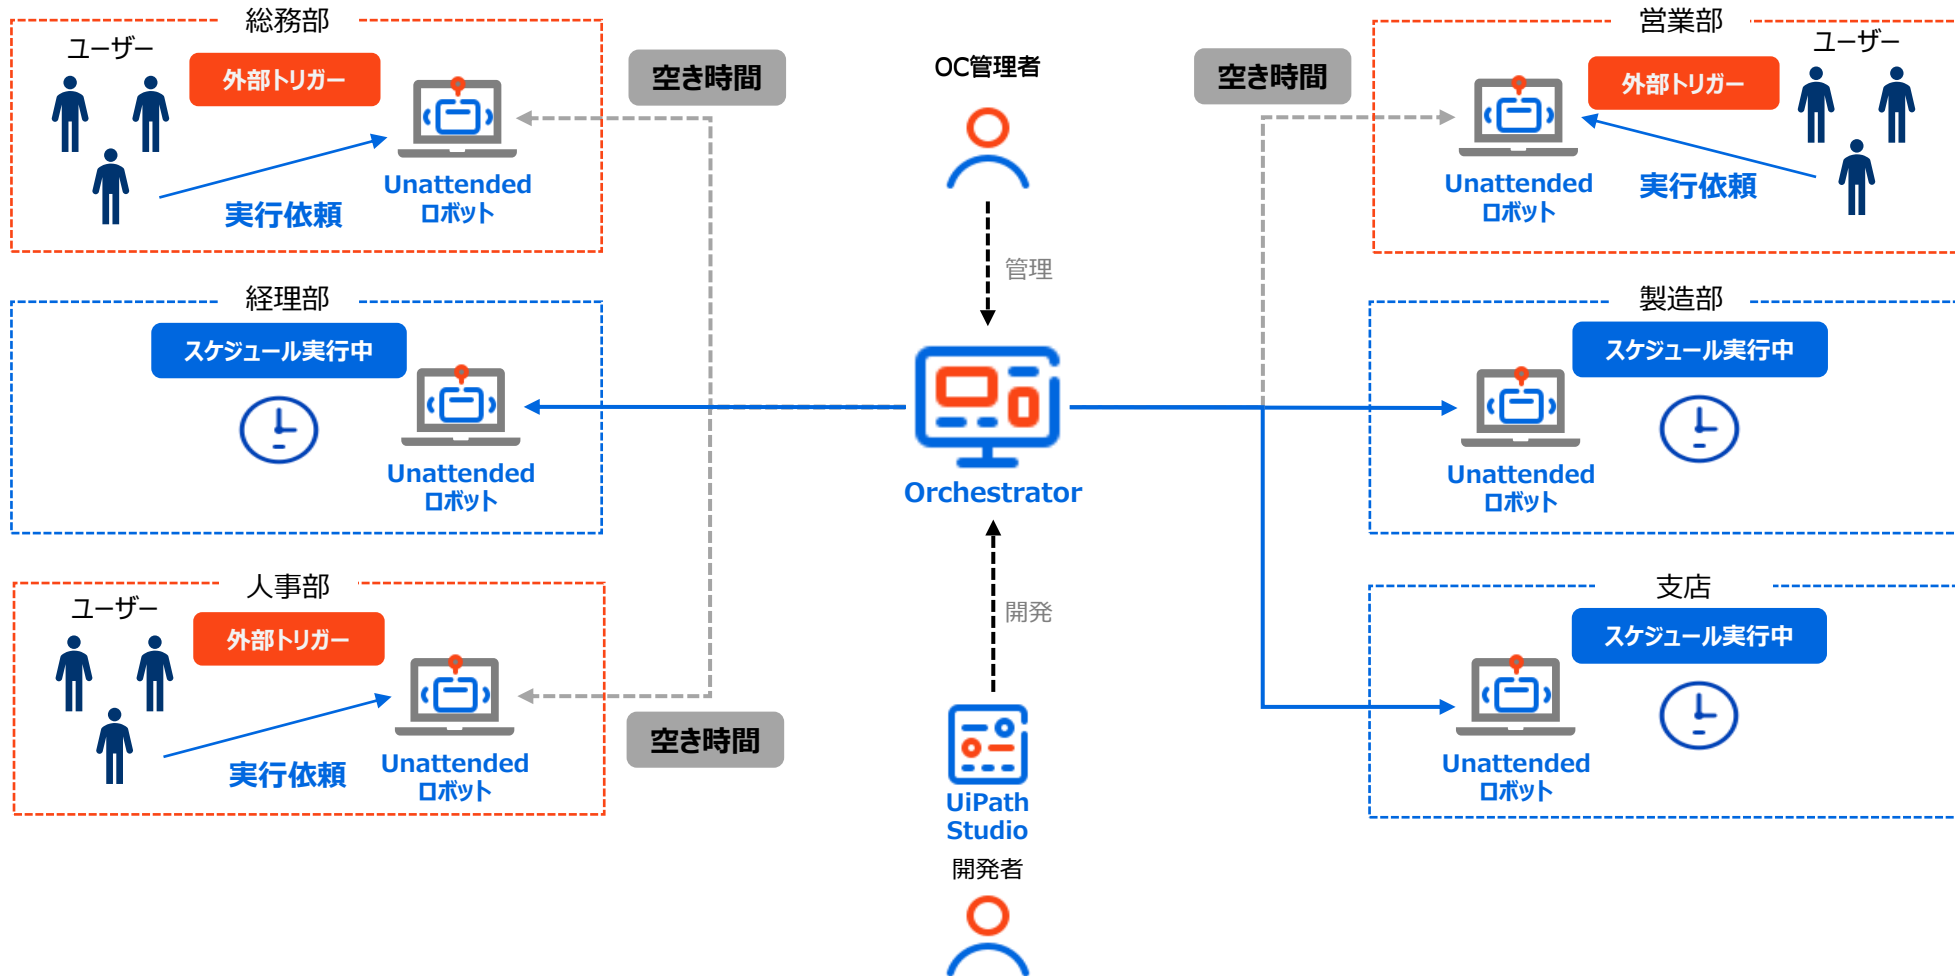 総務部
ユーザー
外部トリガー
実行依頼
Unattended
ロボット
空き時間
経理部
スケジュール実行中
Unattended
ロボット
人事部
ユーザー
外部トリガー
実行依頼
Unattended
ロボット
空き時間
OC管理者
管理
Orchestrator
開発
UiPath
Studio
開発者
空き時間
営業部
ユーザー
外部トリガー
実行依頼
Unattended
ロボット
製造部
スケジュール実行中
Unattended
ロボット
支店
スケジュール実行中
Unattended
ロボット